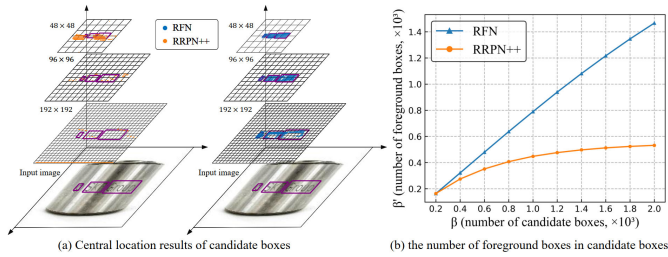 48 × 48
96 × 96
192 × 192
Input image
RFN
RRPN++
48 × 48
96 × 96
192 × 192
Input image
(a) Central location results of candidate boxes
RFN
RRPN++
β' (number of foreground boxes, ×10³)
1.4
1.2
1.0
0.8
0.6
0.4
0.2
0.2 0.4 0.6 0.8 1.0 1.2 1.4 1.6 1.8 2.0
β (number of candidate boxes, ×10³)
(b) the number of foreground boxes in candidate boxes